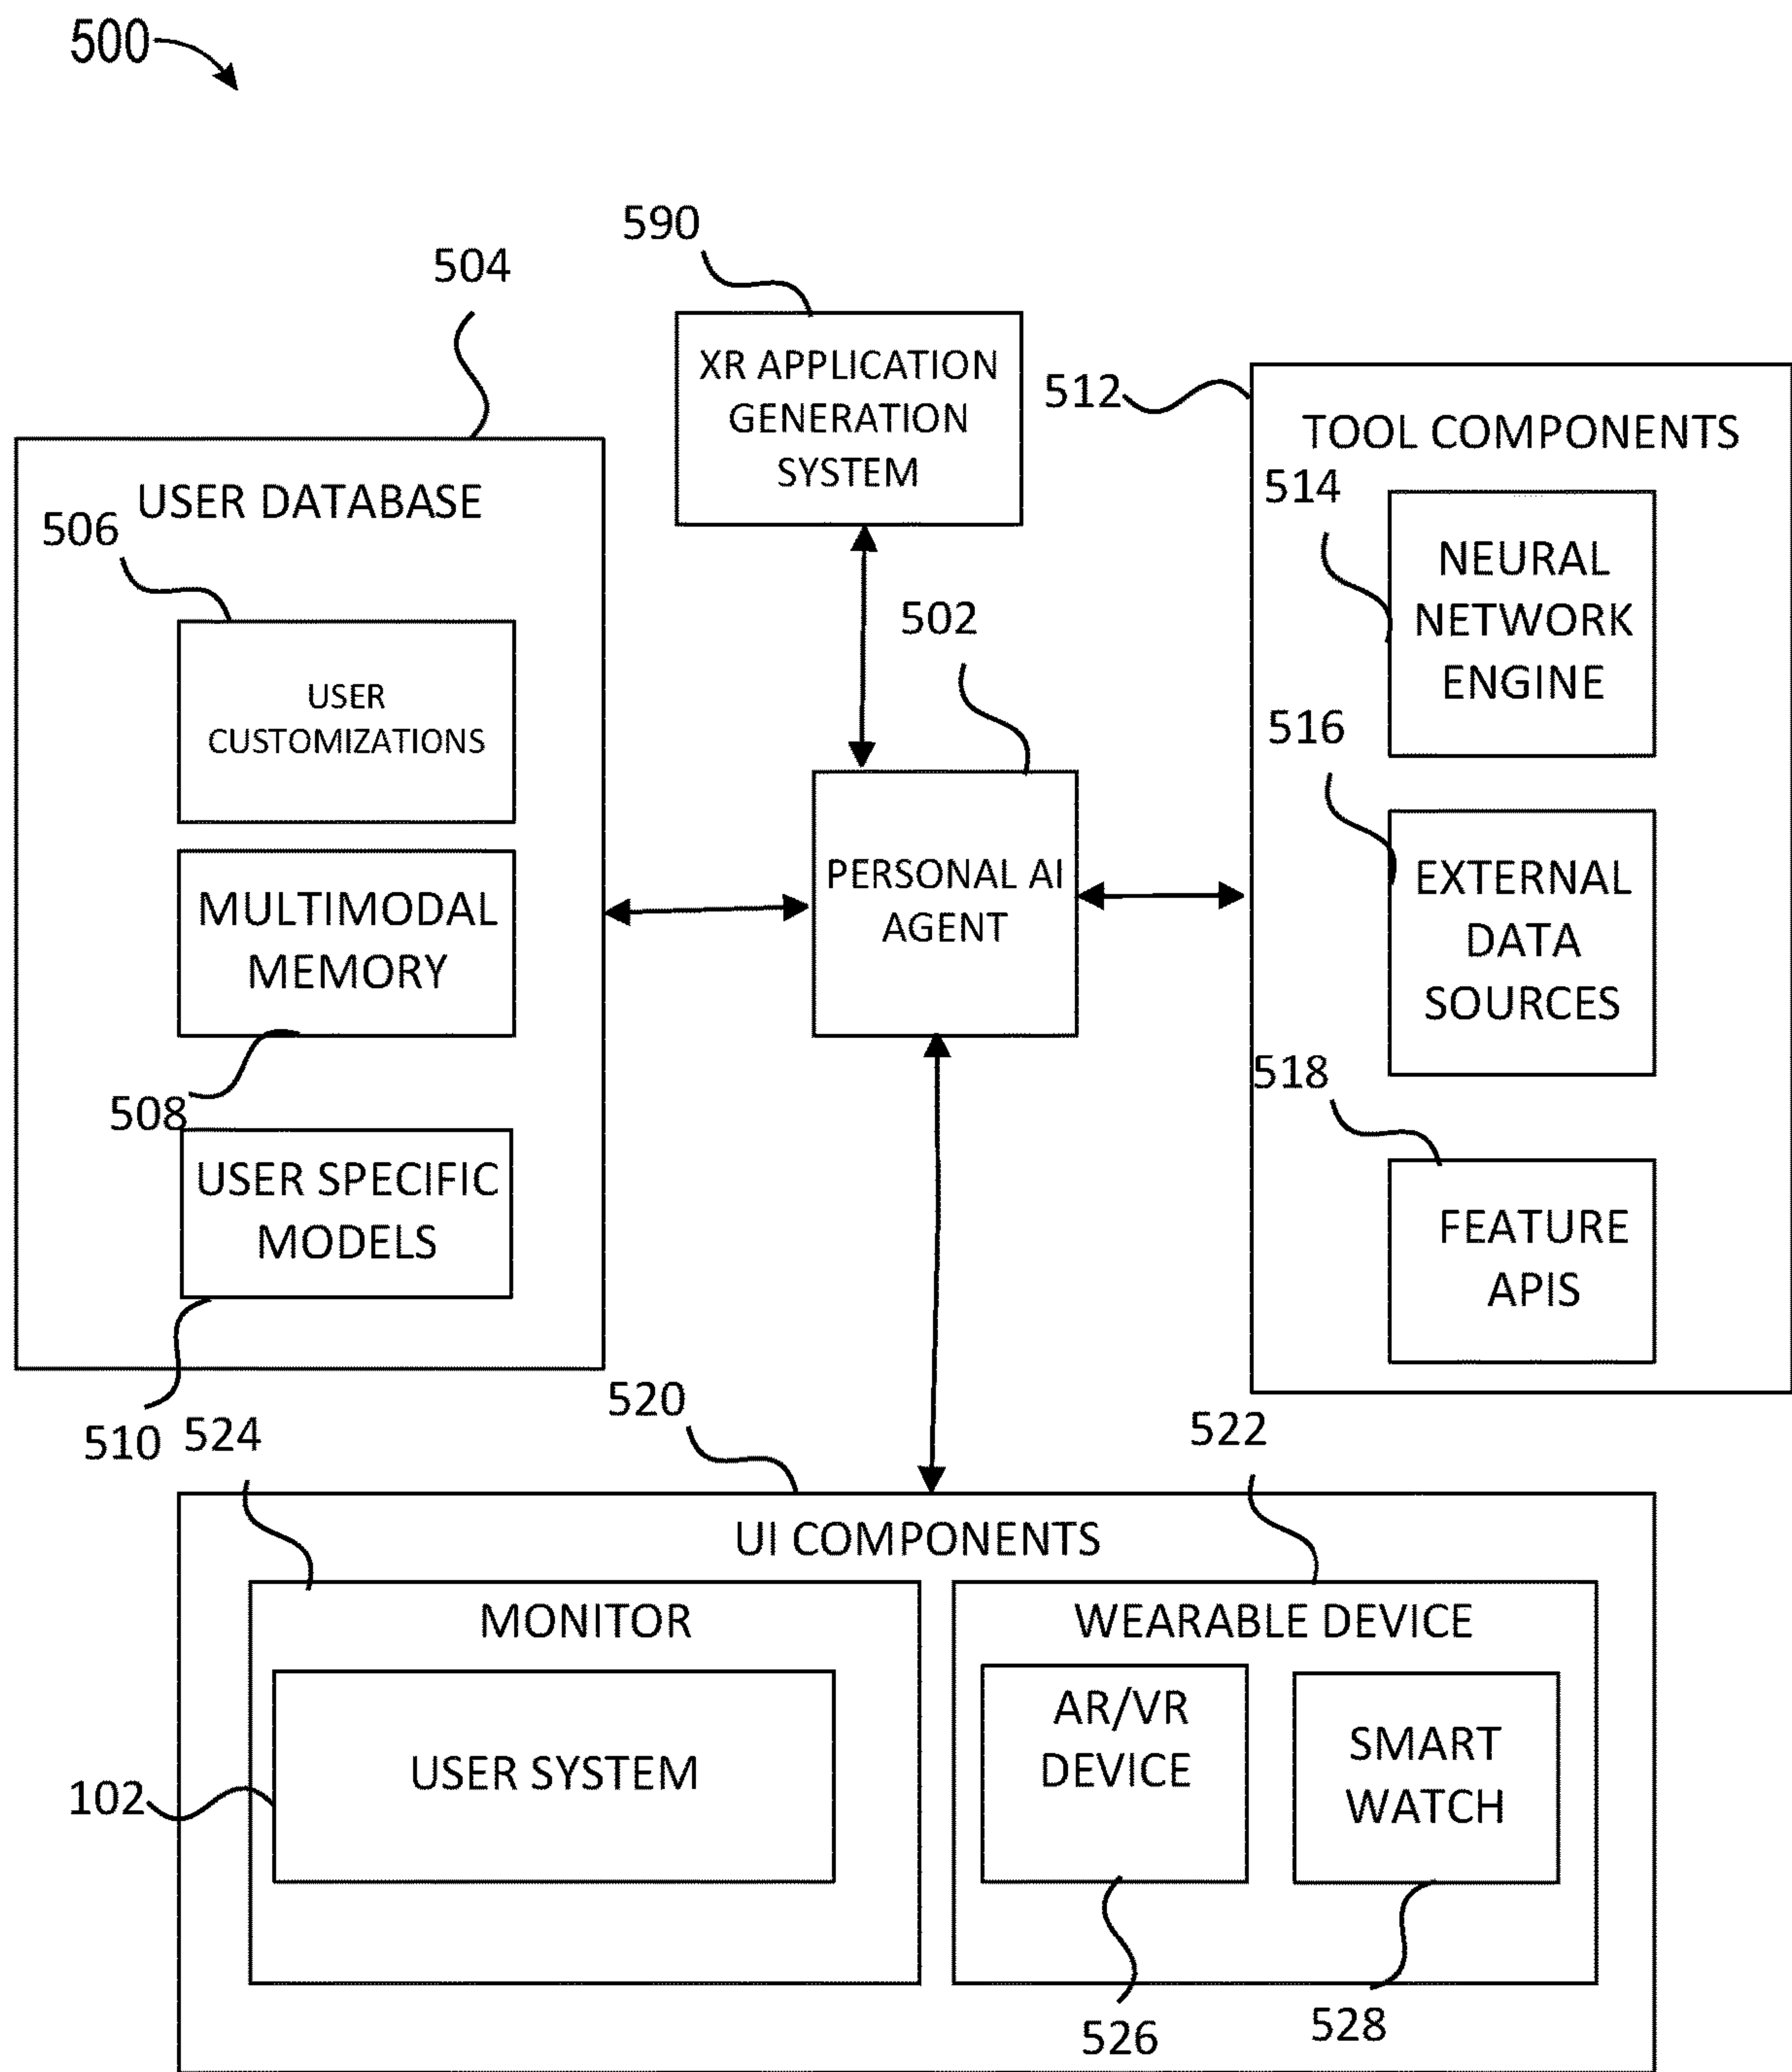 500
590
504
XR APPLICATION
GENERATION
SYSTEM
512
TOOL COMPONENTS
USER DATABASE
514
506
NEURAL
NETWORK
ENGINE
502
USER
CUSTOMIZATIONS
516
PERSONAL AI
AGENT
EXTERNAL
DATA
SOURCES
MULTIMODAL
MEMORY
518
508
USER SPECIFIC
MODELS
FEATURE
APIS
520
522
510
524
UI COMPONENTS
MONITOR
WEARABLE DEVICE
AR/VR
DEVICE
SMART
WATCH
USER SYSTEM
102
526
528